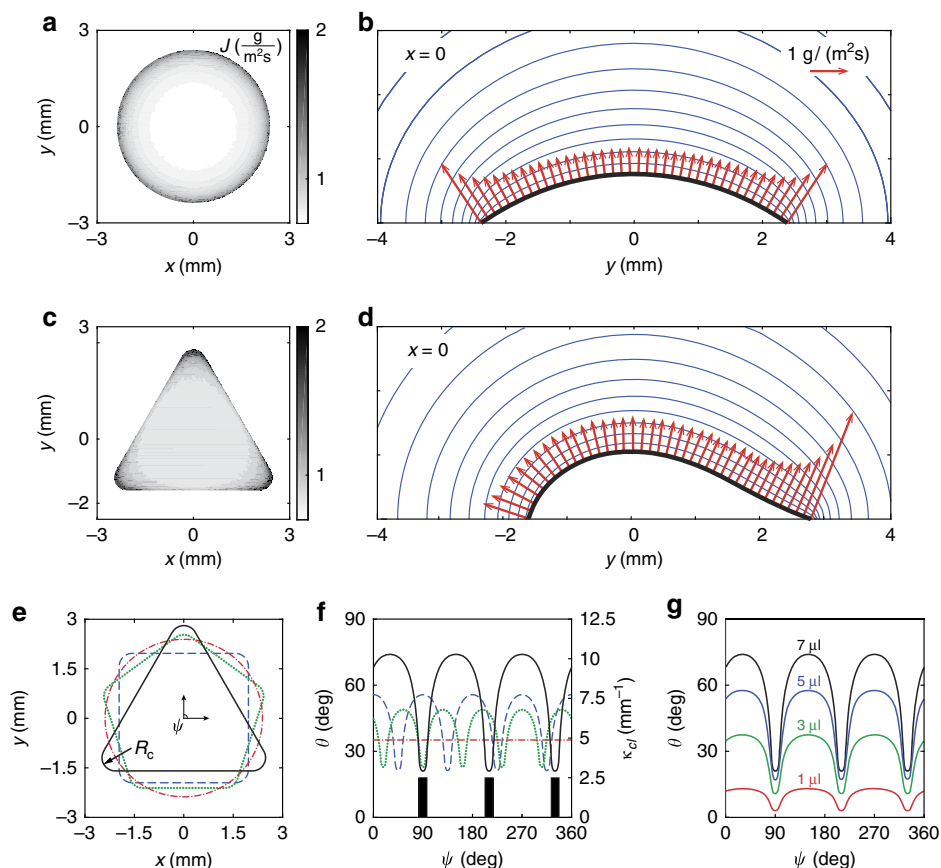 a
J (g/m²s)
2
1
3
0
−3
y (mm)
−3
0
3
x (mm)
b
x = 0
1 g/ (m²s)
−4
−2
0
2
4
y (mm)
c
2
1
3
0
−2
y (mm)
−3
0
3
x (mm)
d
x = 0
−4
−2
0
2
4
y (mm)
e
3
1.5
0
−1.5
−3
y (mm)
ψ
R_c
−3
−1.5
0
1.5
3
x (mm)
f
90
60
30
0
θ (deg)
12.5
10
7.5
5
2.5
0
κ_cl (mm⁻¹)
0
90
180
270
360
ψ (deg)
g
90
60
30
0
θ (deg)
7 µl
5 µl
3 µl
1 µl
0
90
180
270
360
ψ (deg)